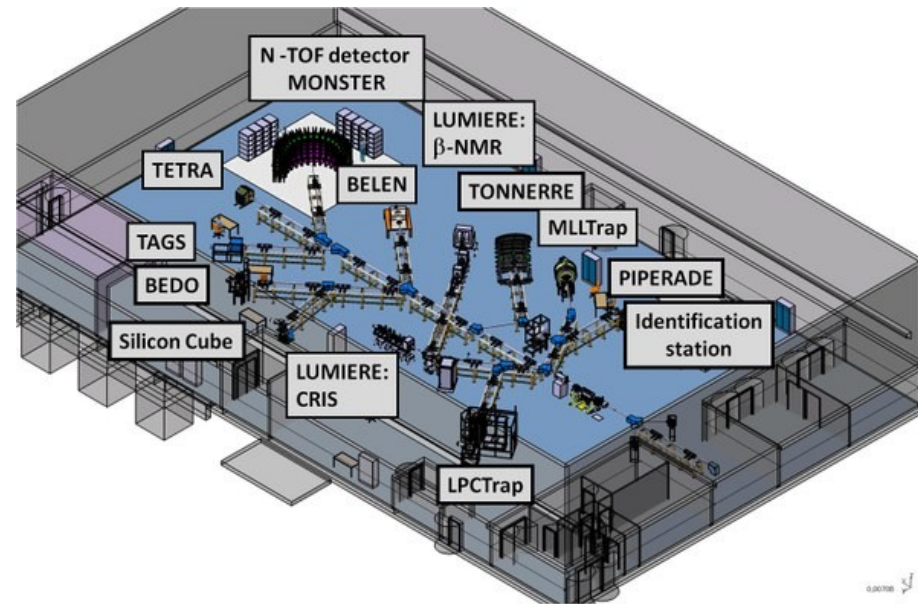 N -TOF detector
MONSTER
LUMIERE:
β-NMR
TETRA
BELEN
TONNERRE
MLLTrap
TAGS
PIPERADE
BEDO
Identification
station
Silicon Cube
LUMIERE:
CRIS
LPCTrap